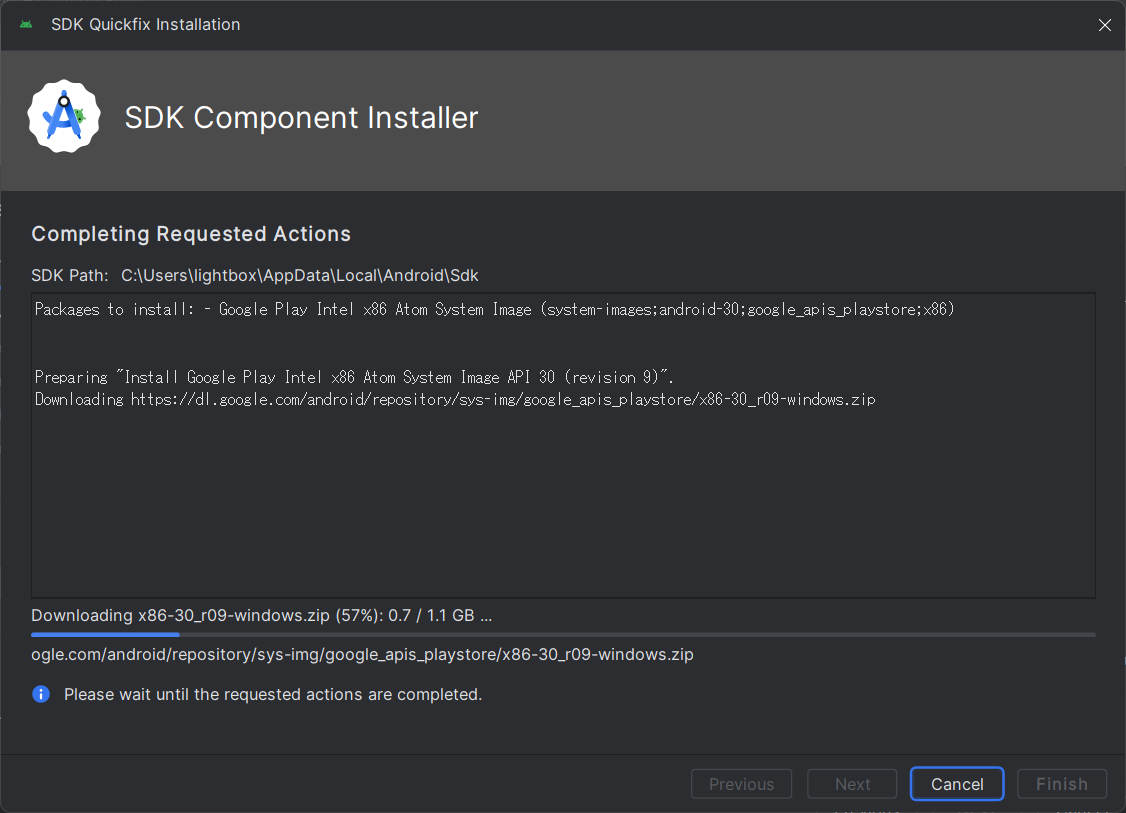 SDK Quickfix Installation
SDK Component Installer
Completing Requested Actions
SDK Path: C:\Users\lightbox\AppData\Local\Android\Sdk
Packages to install: - Google Play Intel x86 Atom System Image (system-images;android-30;google_apis_playstore;x86)
Preparing "Install Google Play Intel x86 Atom System Image API 30 (revision 9)".
Downloading https://dl.google.com/android/repository/sys-img/google_apis_playstore/x86-30_r09-windows.zip
Downloading x86-30_r09-windows.zip (57%): 0.7 / 1.1 GB ...
ogle.com/android/repository/sys-img/google_apis_playstore/x86-30_r09-windows.zip
Please wait until the requested actions are completed.
Previous Next Cancel Finish